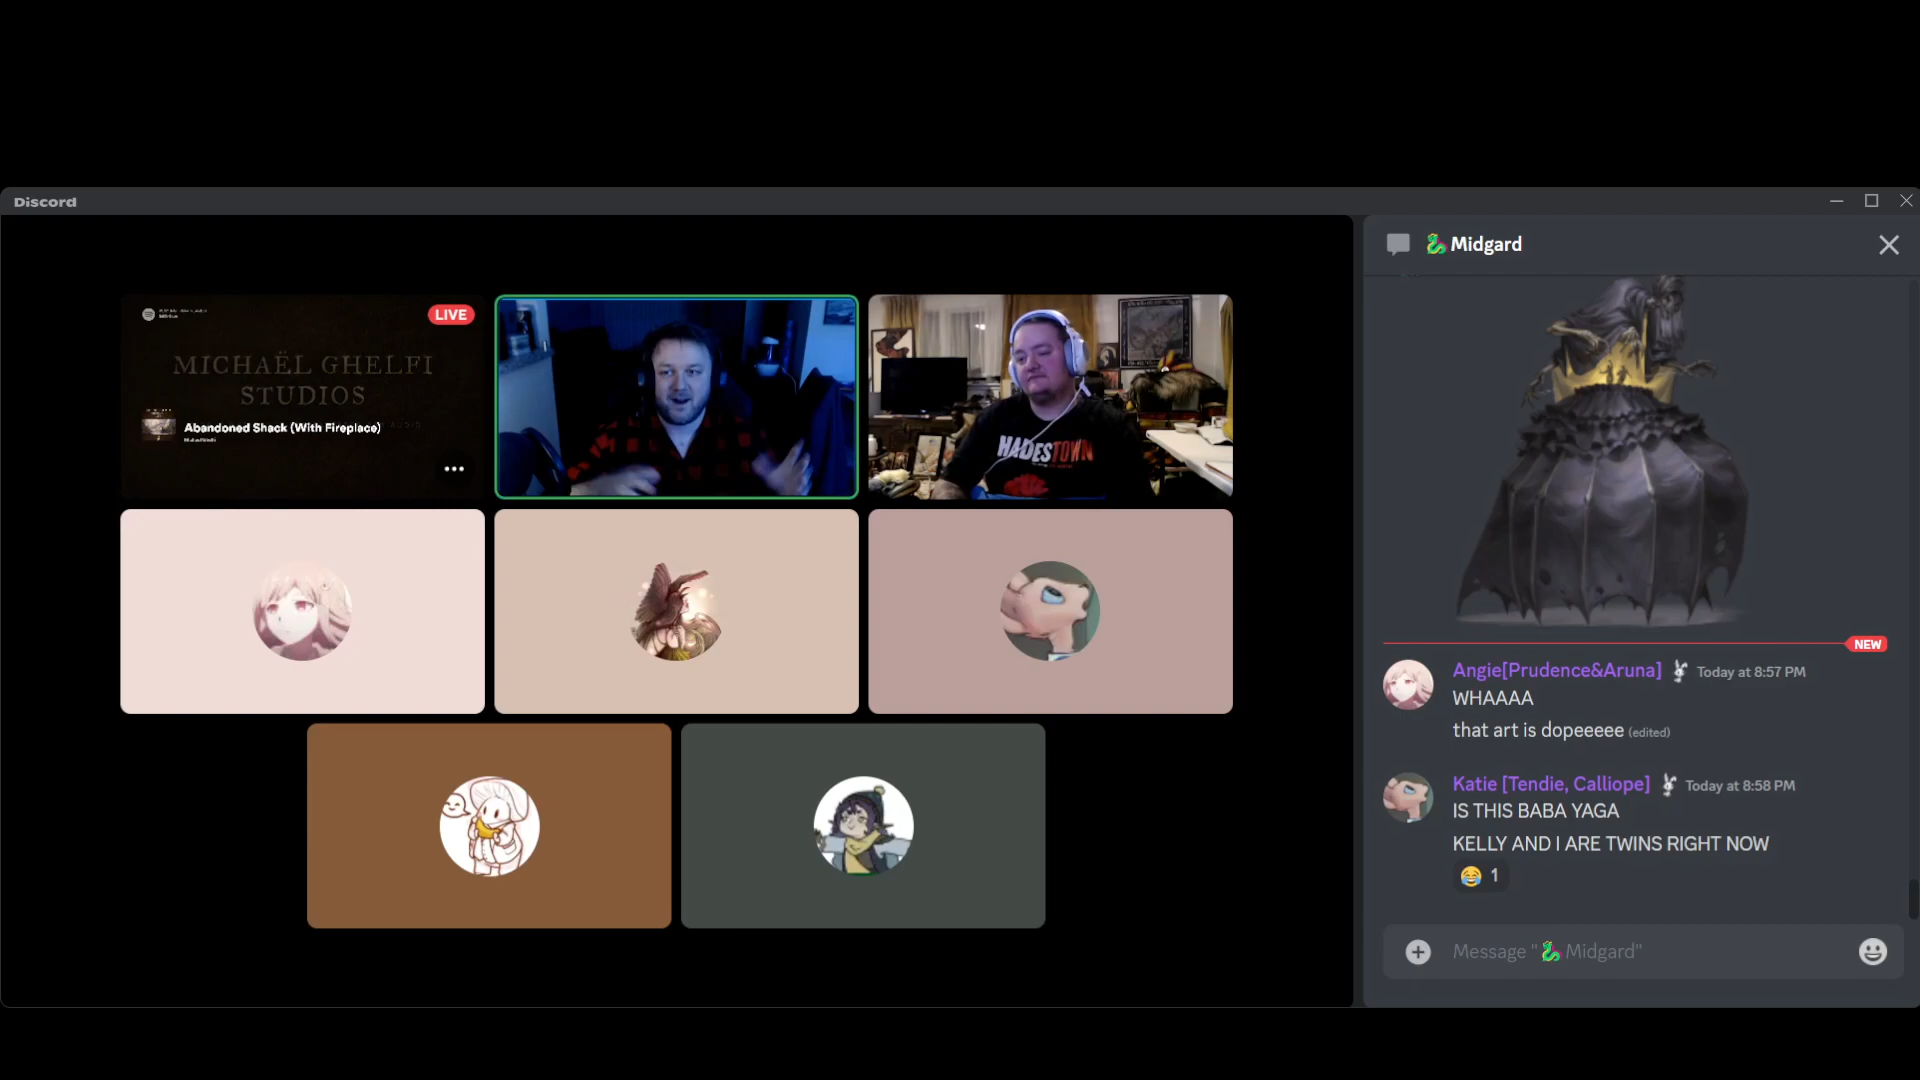 Discord
🐉 Midgard
LIVE
MICHAËL GHELFI
STUDIOS
Abandoned Shack (With Fireplace)
HADESTOWN
NEW
Angie[Prudence&Aruna] Today at 8:57 PM
WHAAAA
that art is dopeeeee (edited)
Katie [Tendie, Calliope] Today at 8:58 PM
IS THIS BABA YAGA
KELLY AND I ARE TWINS RIGHT NOW
😂 1
Message "🐉 Midgard"